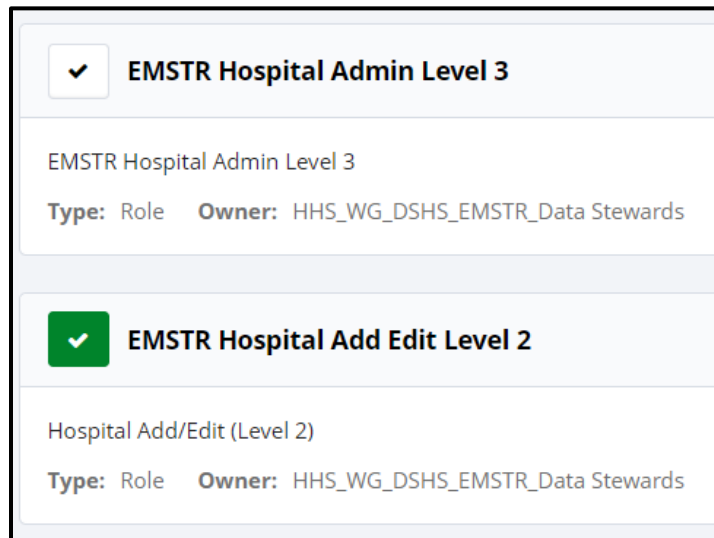 EMSTR Hospital Admin Level 3
EMSTR Hospital Admin Level 3
Type: Role Owner: HHS_WG_DSHS_EMSTR_Data Stewards
EMSTR Hospital Add Edit Level 2
Hospital Add/Edit (Level 2)
Type: Role Owner: HHS_WG_DSHS_EMSTR_Data Stewards